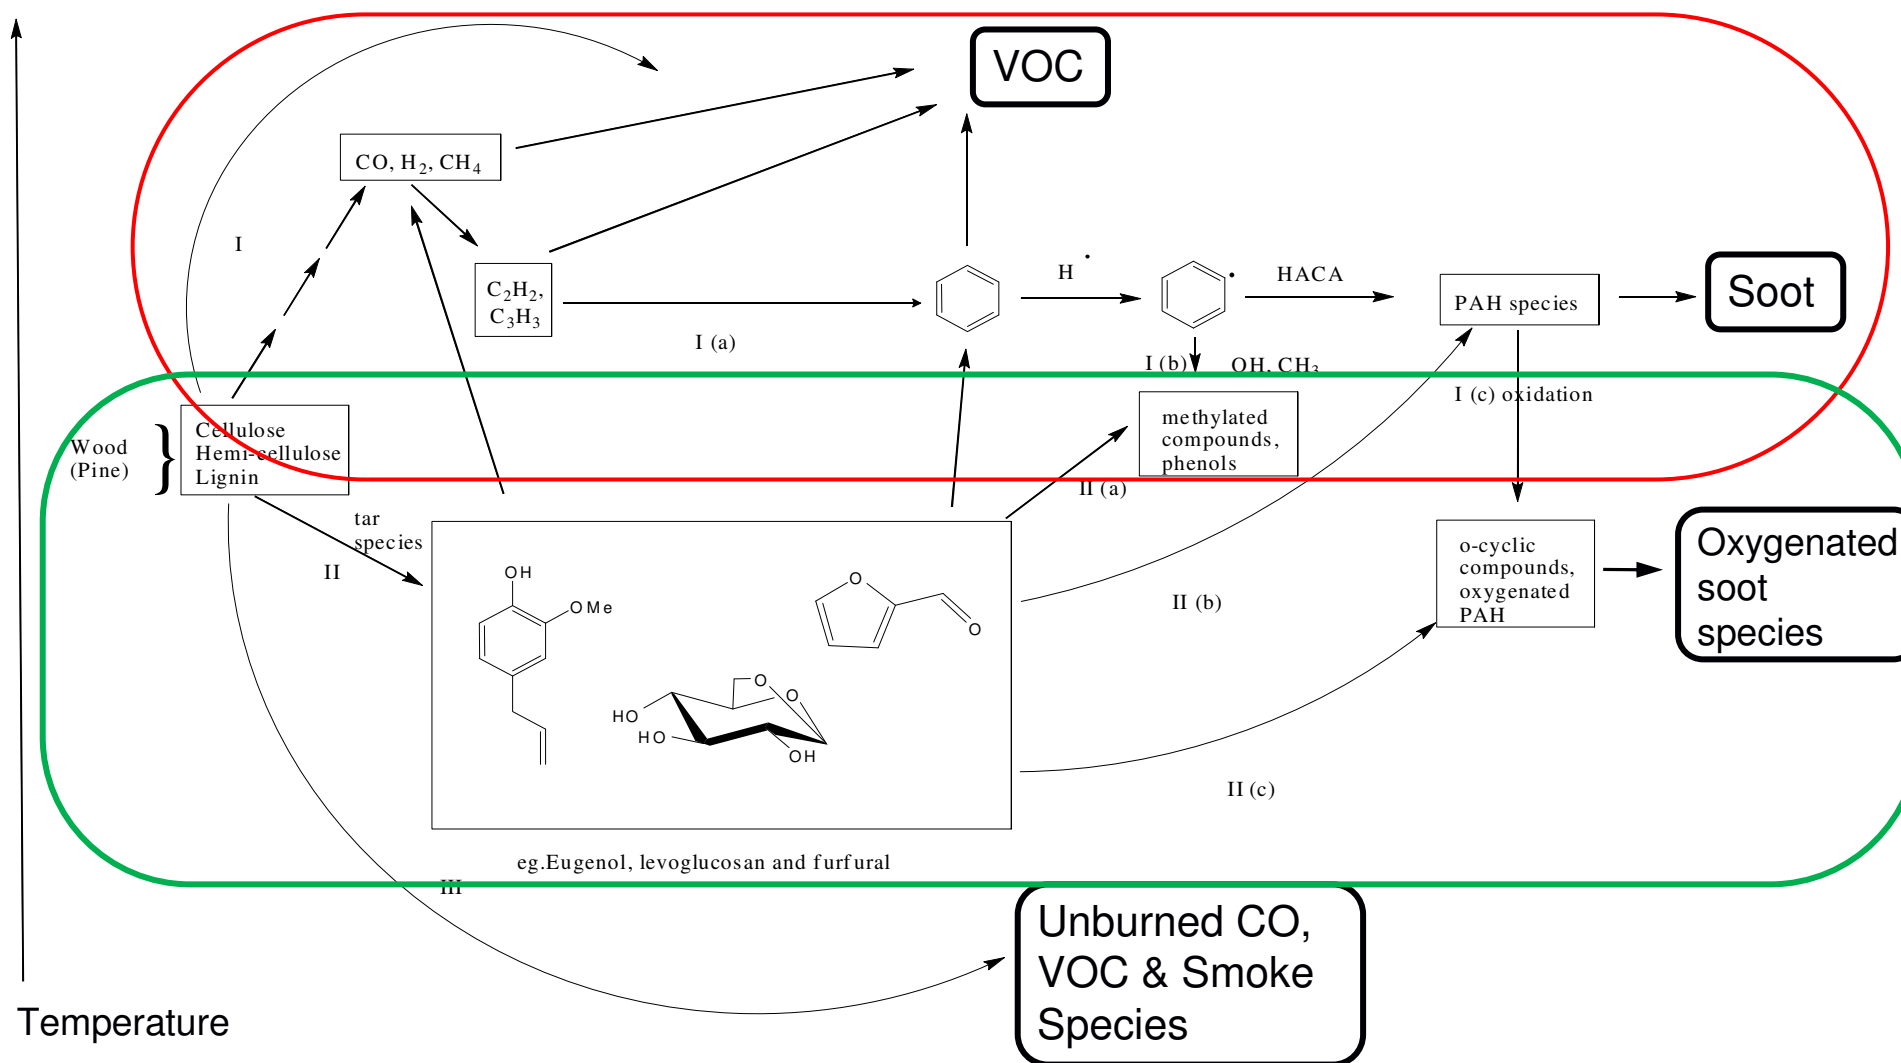 VOC
CO, H2, CH4
I
C2H2,
C3H3
I (a)
H •
HACA
PAH species
Soot
I (b)
OH, CH3
I (c) oxidation
Wood
(Pine)
}
Cellulose
Hemi-cellulose
Lignin
methylated
compounds,
phenols
II (a)
tar
species
II
OH
OMe
O
O
O
O
HO
HO
OH
II (b)
II (c)
o-cyclic
compounds,
oxygenated
PAH
Oxygenated
soot
species
eg.Eugenol, levoglucosan and furfural
III
Unburned CO,
VOC & Smoke
Species
Temperature